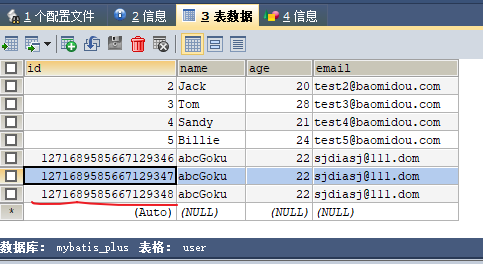 1 个配置文件 2 信息 3 表数据 4 信息
id name age email
2 Jack 20 test2@baomidou.com
3 Tom 28 test3@baomidou.com
4 Sandy 21 test4@baomidou.com
5 Billie 24 test5@baomidou.com
1271689585667129346 abcGoku 22 sjdiasj@111.dom
1271689585667129347 abcGoku 22 sjdiasj@111.dom
1271689585667129348 abcGoku 22 sjdiasj@111.dom
* (Auto) (NULL) (NULL) (NULL)
数据库: mybatis_plus 表格: user